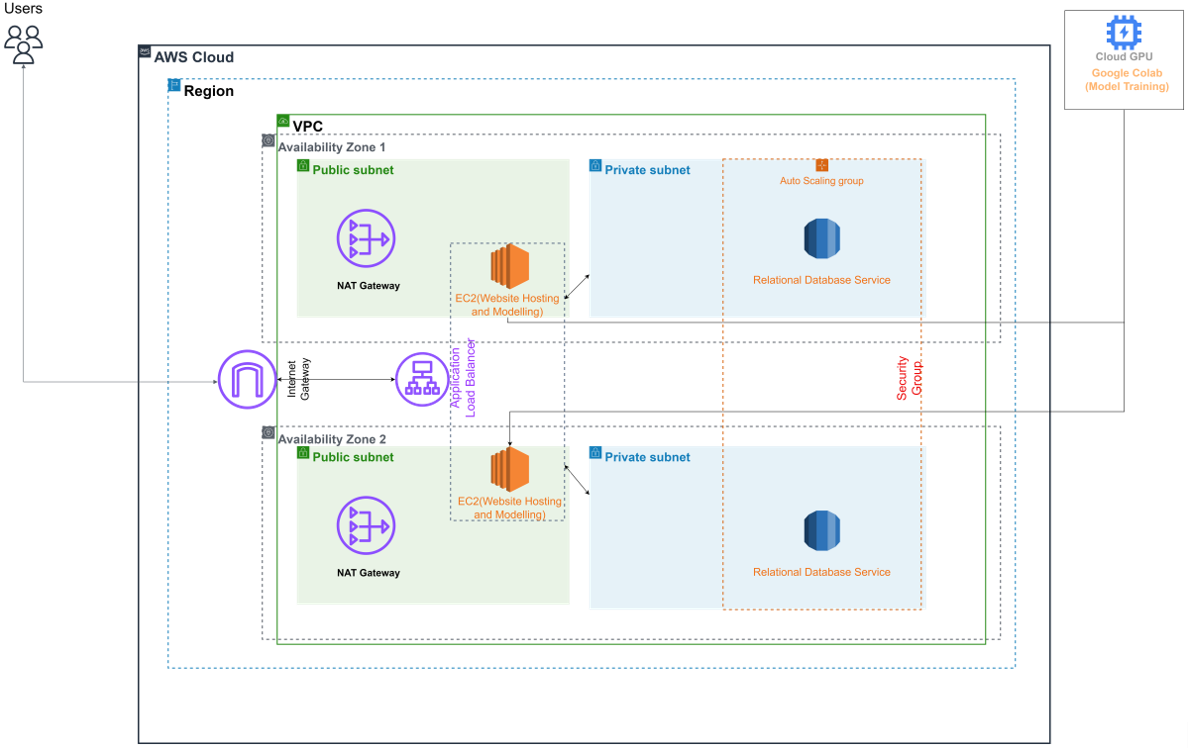 Users
AWS Cloud
Cloud GPU
Google Colab
(Model Training)
Region
VPC
Availability Zone 1
Public subnet
Private subnet
Auto Scaling group
NAT Gateway
EC2(Website Hosting
and Modelling)
Relational Database Service
Internet
Gateway
Application
Load Balancer
Security
Group
Availability Zone 2
Public subnet
Private subnet
NAT Gateway
EC2(Website Hosting
and Modelling)
Relational Database Service